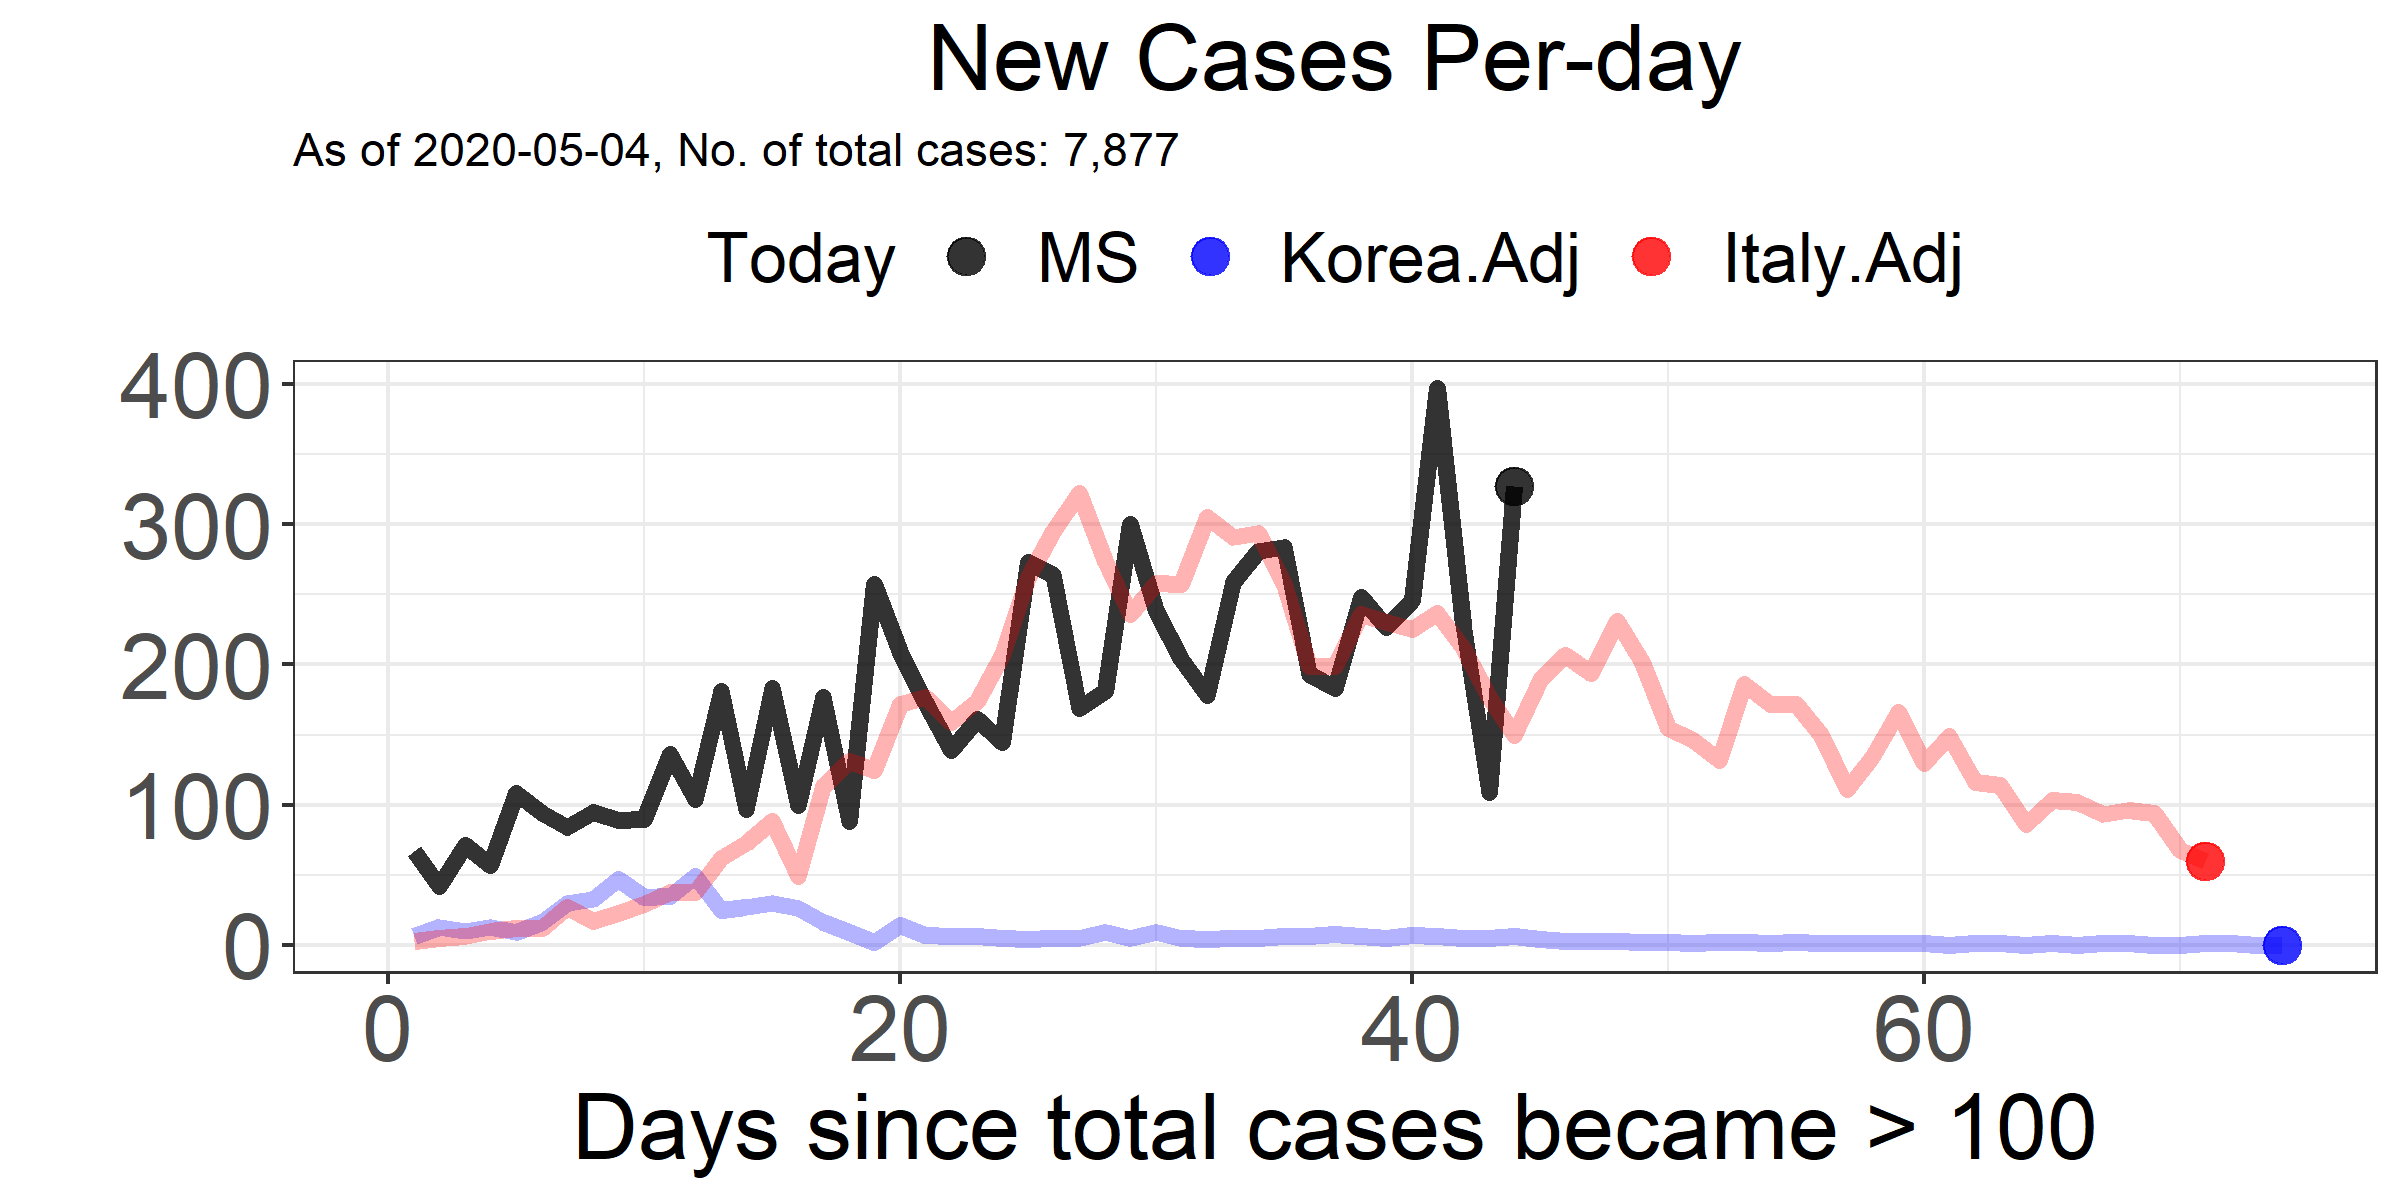 New Cases Per-day
As of 2020-05-04, No. of total cases: 7,877
Today MS Korea.Adj Italy.Adj
400
300
200
100
0
0 20 40 60
Days since total cases became > 100